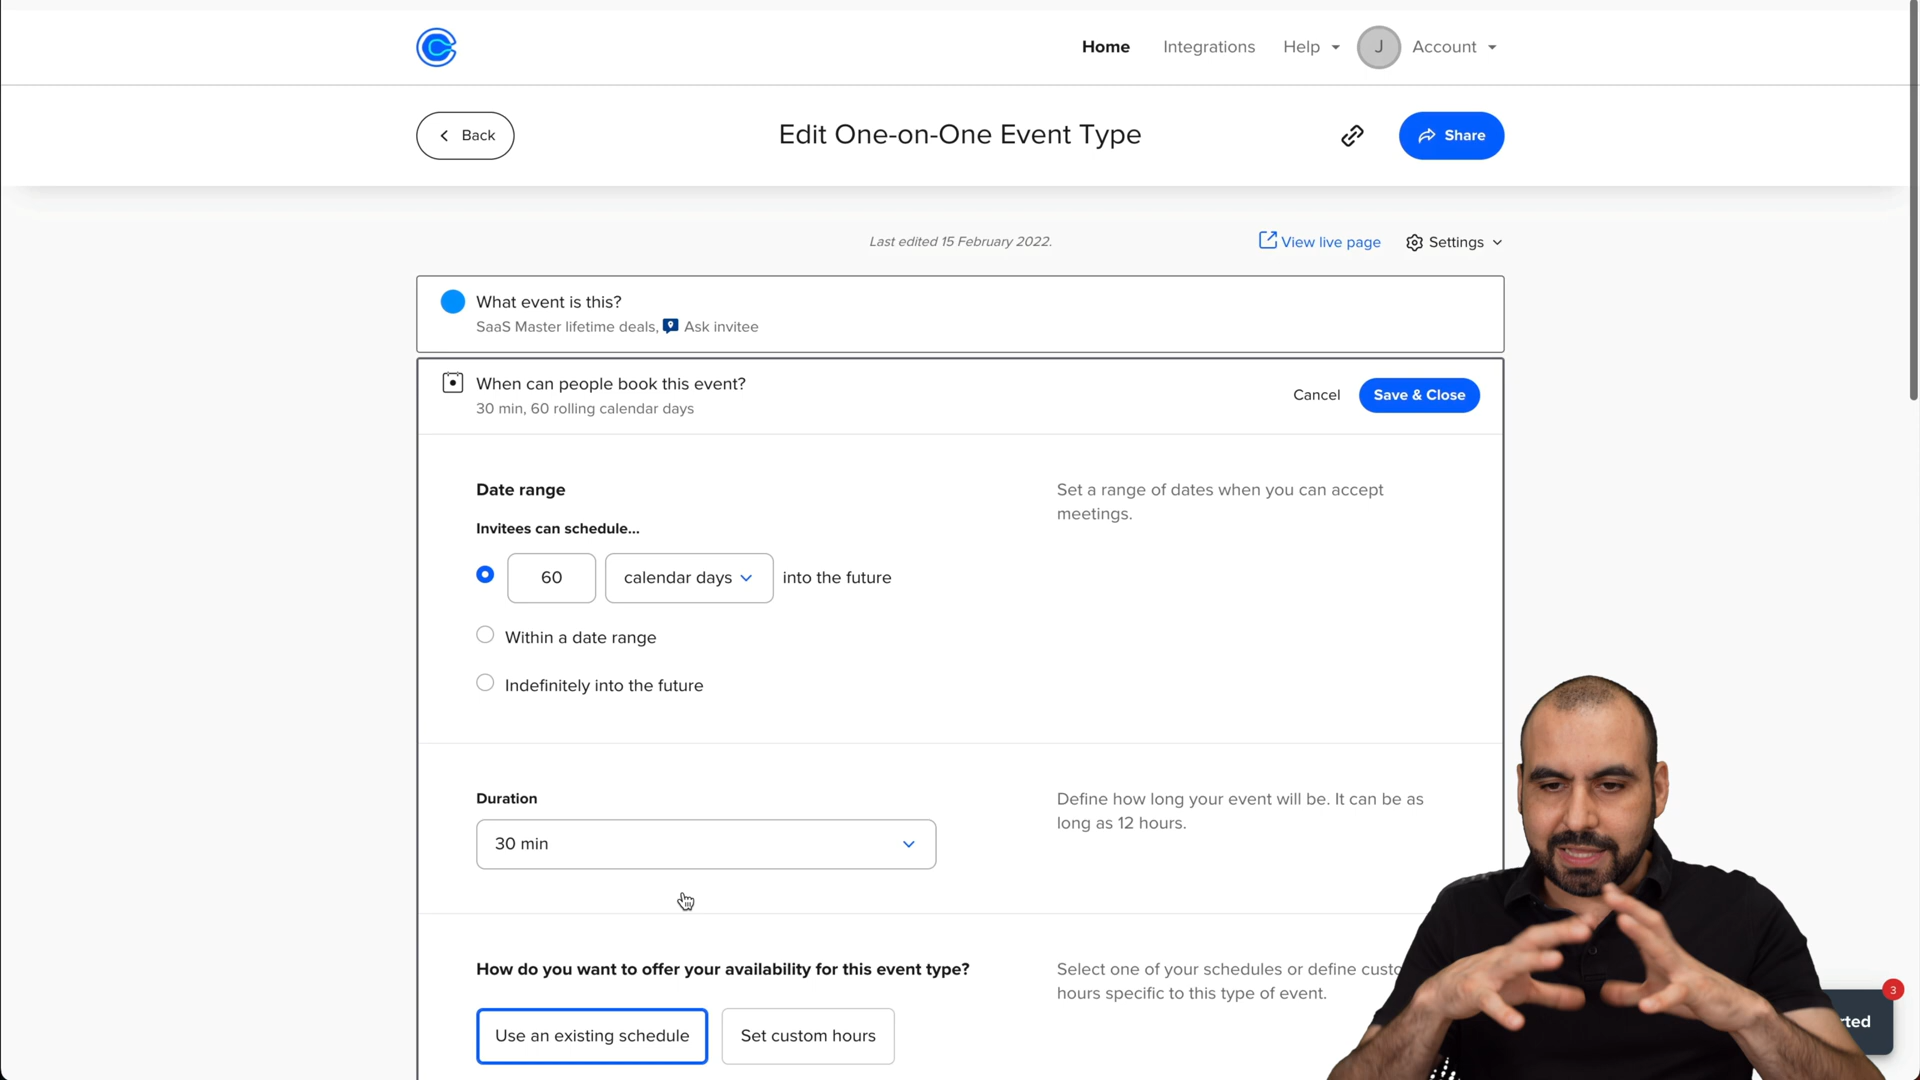 Home
Integrations
Help
J
Account
Back
Edit One-on-One Event Type
Share
Last edited 15 February 2022.
View live page
Settings
What event is this?
SaaS Master lifetime deals, Ask invitee
When can people book this event?
30 min, 60 rolling calendar days
Cancel
Save & Close
Date range
Set a range of dates when you can accept
meetings.
Invitees can schedule...
60
calendar days
into the future
Within a date range
Indefinitely into the future
Duration
Define how long your event will be. It can be as
long as 12 hours.
30 min
How do you want to offer your availability for this event type?
Select one of your schedules or define
hours specific to this type of event.
Use an existing schedule
Set custom hours
3